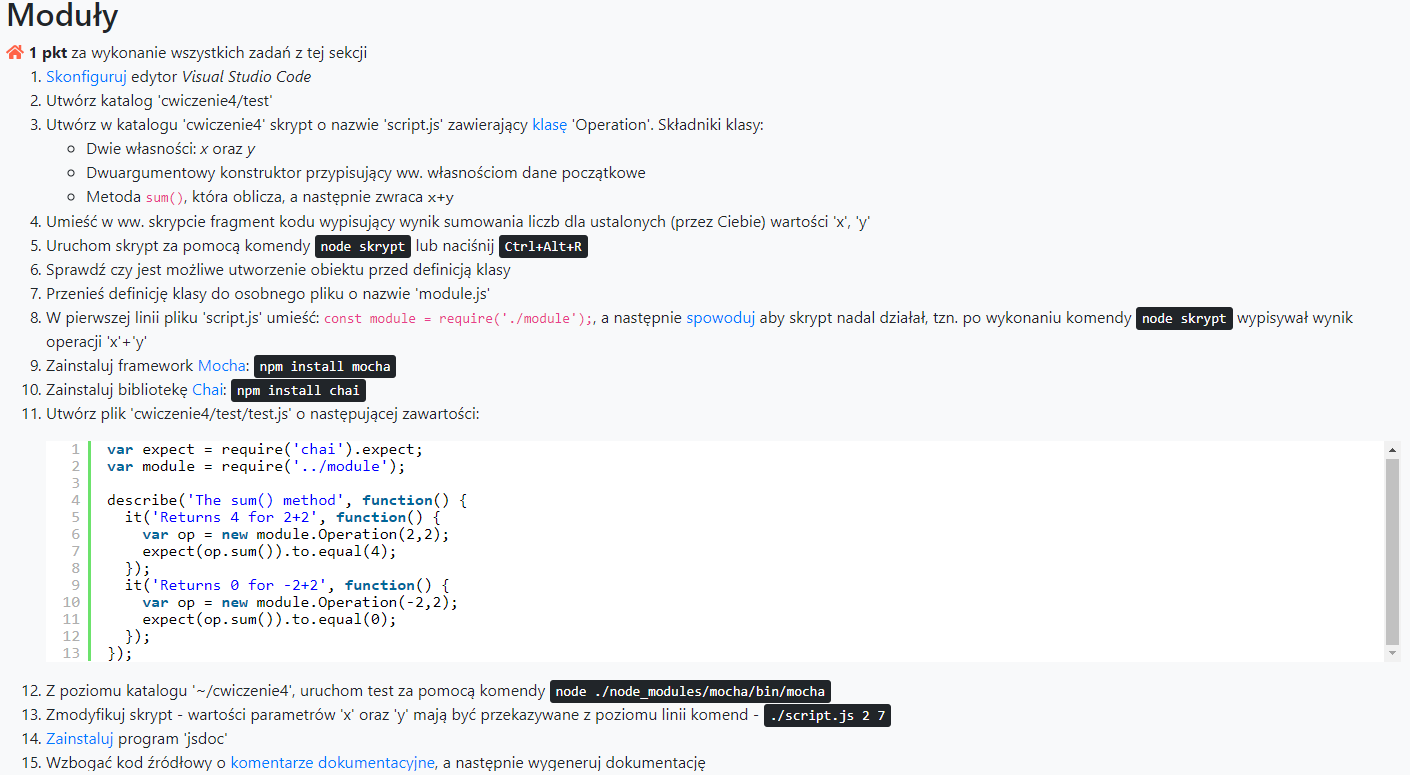 Moduły
1 pkt za wykonanie wszystkich zadań z tej sekcji
1. Skonfiguruj edytor Visual Studio Code
2. Utwórz katalog 'cwiczenie4/test'
3. Utwórz w katalogu 'cwiczenie4' skrypt o nazwie 'script.js' zawierający klasę 'Operation'. Składniki klasy:
Dwie własności: x oraz y
Dwuargumentowy konstruktor przypisujący ww. własnościom dane początkowe
Metoda sum(), która oblicza, a następnie zwraca x+y
4. Umieść w ww. skrypcie fragment kodu wypisujący wynik sumowania liczb dla ustalonych (przez Ciebie) wartości 'x', 'y'
5. Uruchom skrypt za pomocą komendy node skrypt lub naciśnij Ctrl+Alt+R
6. Sprawdź czy jest możliwe utworzenie obiektu przed definicją klasy
7. Przenieś definicję klasy do osobnego pliku o nazwie 'module.js'
8. W pierwszej linii pliku 'script.js' umieść: const module = require('./module');, a następnie spowoduj aby skrypt nadal działał, tzn. po wykonaniu komendy node skrypt wypisywał wynik
operacji 'x'+'y'
9. Zainstaluj framework Mocha: npm install mocha
10. Zainstaluj bibliotekę Chai: npm install chai
11. Utwórz plik 'cwiczenie4/test/test.js' o następującej zawartości:
1 var expect = require('chai').expect;
2 var module = require('../module');
3
4 describe('The sum() method', function() {
5 it('Returns 4 for 2+2', function() {
6 var op = new module.Operation(2,2);
7 expect(op.sum()).to.equal(4);
8 });
9 it('Returns 0 for -2+2', function() {
10 var op = new module.Operation(-2,2);
11 expect(op.sum()).to.equal(0);
12 });
13 });
12. Z poziomu katalogu '~/cwiczenie4', uruchom test za pomocą komendy node ./node_modules/mocha/bin/mocha
13. Zmodyfikuj skrypt - wartości parametrów 'x' oraz 'y' mają być przekazywane z poziomu linii komend - ./script.js 2 7
14. Zainstaluj program 'jsdoc'
15. Wzbogać kod źródłowy o komentarze dokumentacyjne, a następnie wygeneruj dokumentację